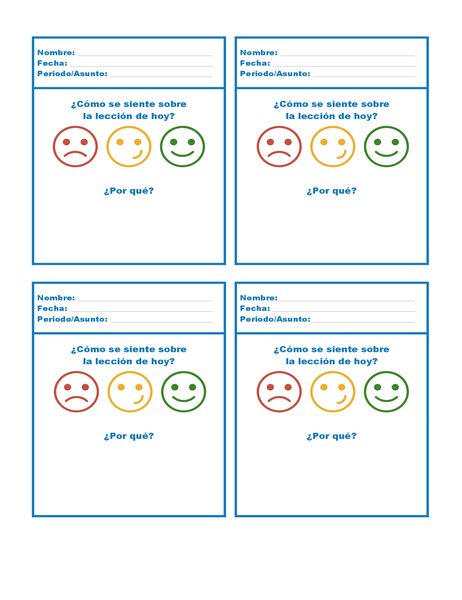 Nombre:
Fecha:
Periodo/Asunto:
¿Cómo se siente sobre
la lección de hoy?
¿Por qué?
Nombre:
Fecha:
Periodo/Asunto:
¿Cómo se siente sobre
la lección de hoy?
¿Por qué?
Nombre:
Fecha:
Periodo/Asunto:
¿Cómo se siente sobre
la lección de hoy?
¿Por qué?
Nombre:
Fecha:
Periodo/Asunto:
¿Cómo se siente sobre
la lección de hoy?
¿Por qué?